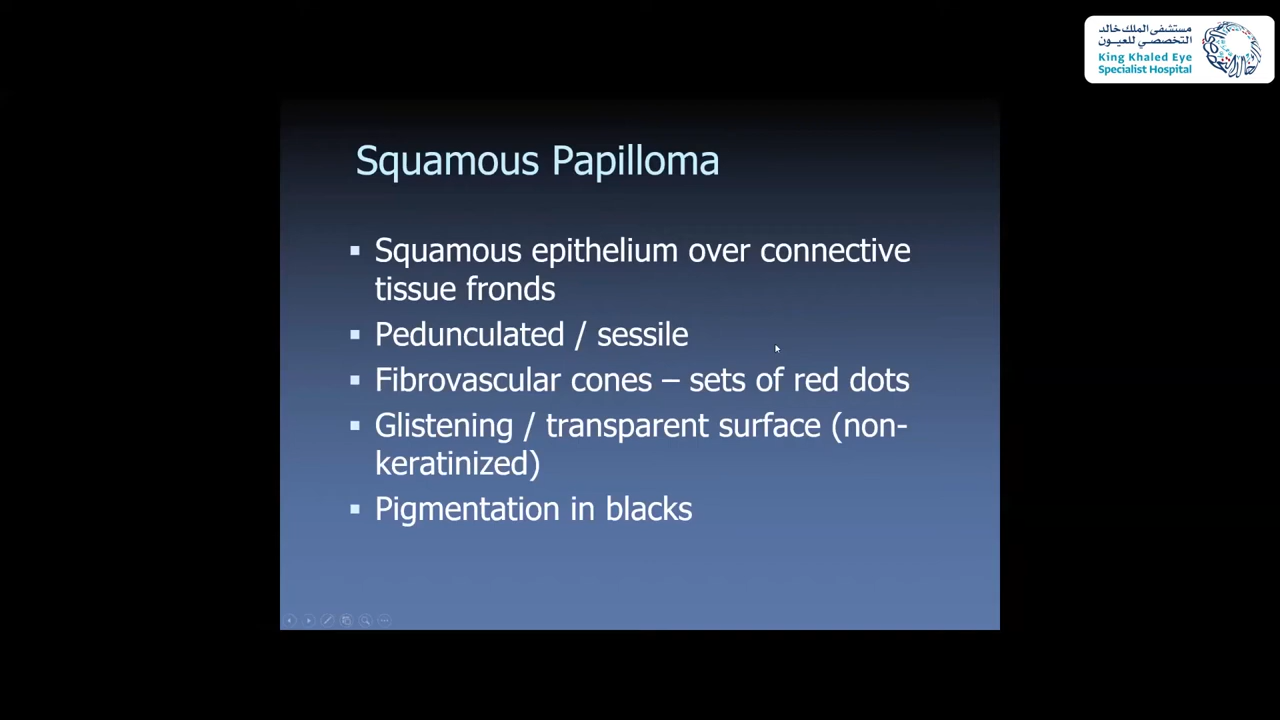 مستشفى الملك خالد
التخصصي للعيون
King Khaled Eye
Specialist Hospital
Squamous Papilloma
▪ Squamous epithelium over connective
tissue fronds
▪ Pedunculated / sessile
▪ Fibrovascular cones – sets of red dots
▪ Glistening / transparent surface (non-
keratinized)
▪ Pigmentation in blacks